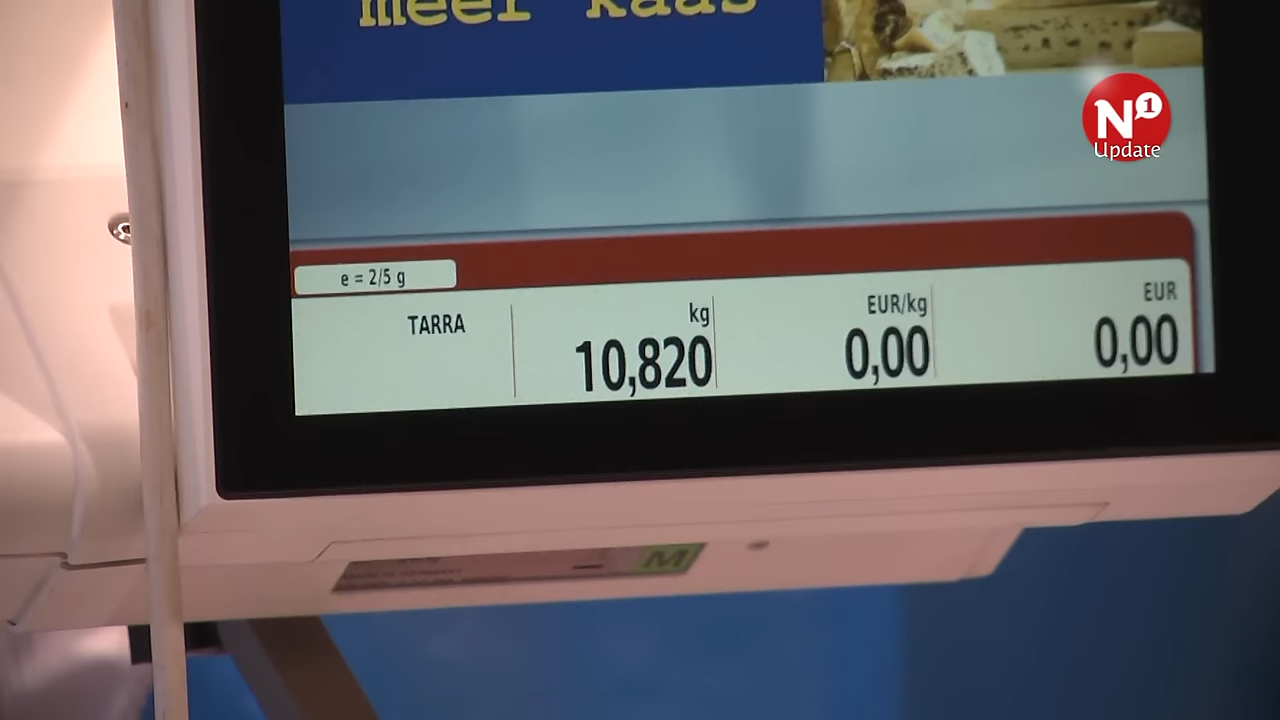 meer kaas
N1
Update
e = 2/5 g
TARRA
kg
EUR/kg
EUR
10,820
0,00
0,00
M